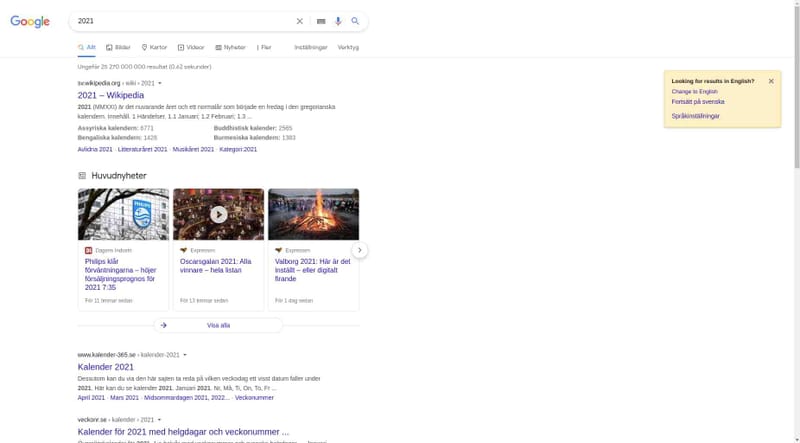 Google
2021
Allt Bilder Kartor Videor Nyheter Fler Inställningar Verktyg
Ungefär 25 270 000 000 resultat (0,62 sekunder)
sv.wikipedia.org › wiki › 2021
2021 – Wikipedia
2021 (MMXXI) är det nuvarande året och ett normalår som började en fredag i den gregorianska
kalendern. Innehåll. 1 Händelser. 1.1 Januari; 1.2 Februari; 1.3 ...
Assyriska kalendern: 6771 Buddhistisk kalender: 2565
Bengaliska kalendern: 1428 Burmesiska kalendern: 1383
Avlidna 2021 · Litteraturåret 2021 · Musikåret 2021 · Kategori:2021
Looking for results in English?
Change to English
Fortsätt på svenska
Språkinställningar
Huvudnyheter
PHILIPS
Dagens Industri
Philips klår
förväntningarna – höjer
försäljningsprognos för
2021 7:35
För 11 timmar sedan
Expressen
Oscarsgalan 2021: Alla
vinnare – hela listan
För 13 timmar sedan
Expressen
Valborg 2021: Här är det
inställt – eller digitalt
firande
För 1 dag sedan
Visa alla
www.kalender-365.se › kalender-2021
Kalender 2021
Dessutom kan du via den här sajten ta reda på vilken veckodag ett visst datum faller under
2021. Här kan du se kalender 2021. Januari 2021. Nr, Må, Ti, On, To, Fr ...
April 2021 · Mars 2021 · Midsommardagen 2021, 2022... · Veckonummer
veckonr.se › kalender › 2021
Kalender för 2021 med helgdagar och veckonummer ...